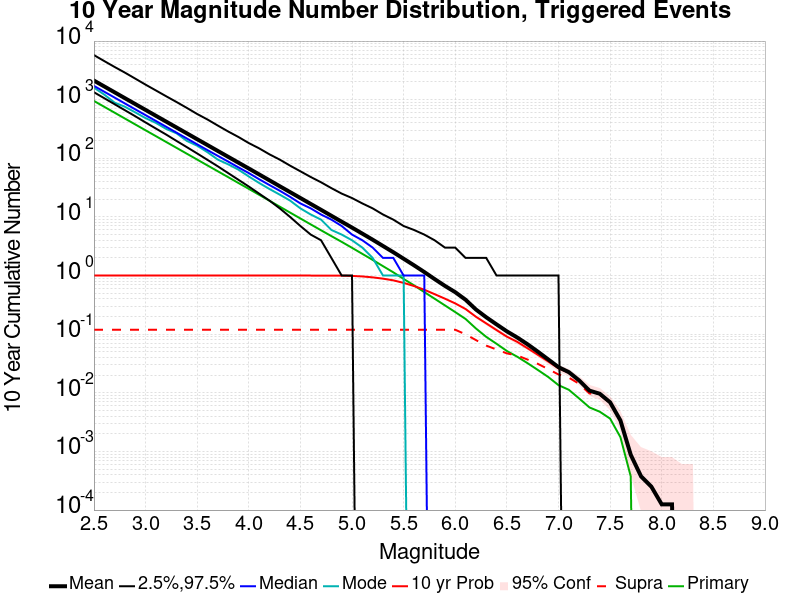 10 Year Magnitude Number Distribution, Triggered Events
10 Year Cumulative Number
10^4
10^3
10^2
10^1
10^0
10^-1
10^-2
10^-3
10^-4
2.5 3.0 3.5 4.0 4.5 5.0 5.5 6.0 6.5 7.0 7.5 8.0 8.5 9.0
Magnitude
Mean 2.5%,97.5% Median Mode 10 yr Prob 95% Conf Supra Primary